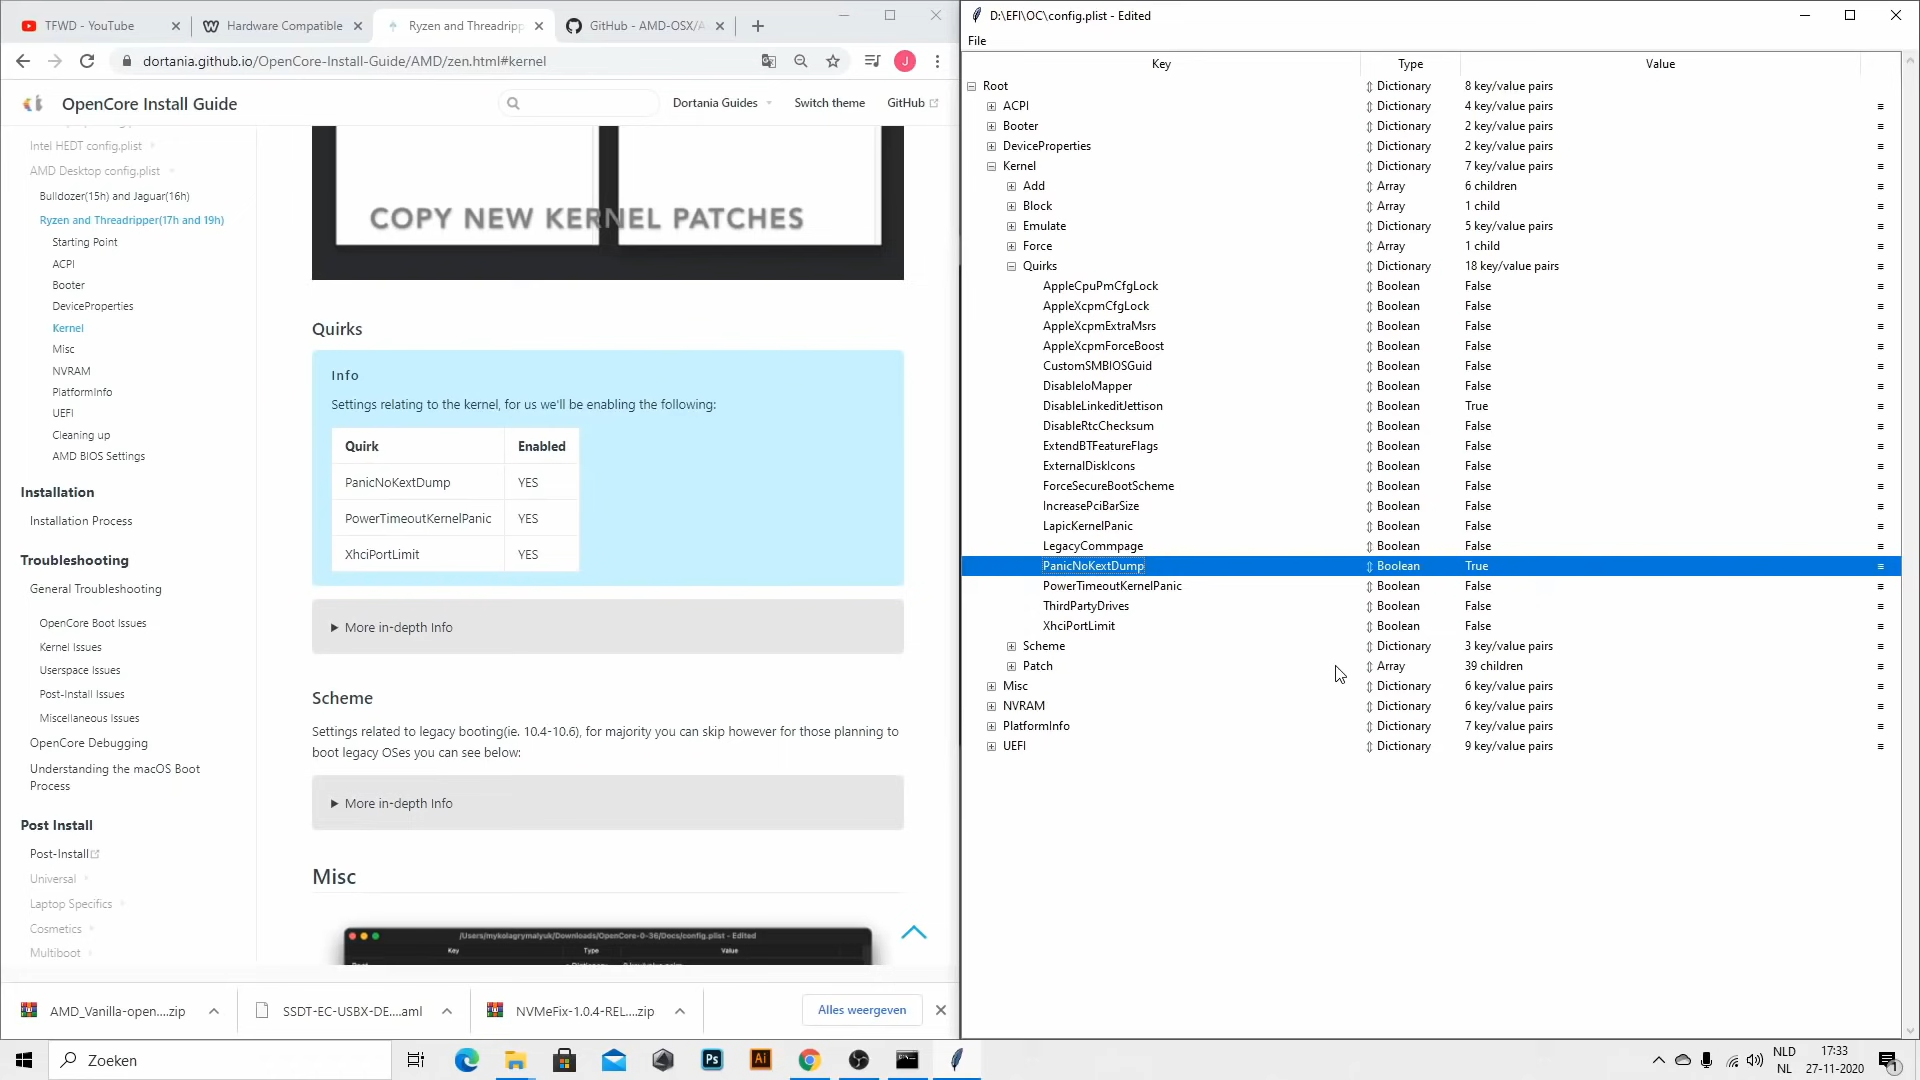 TFWD - YouTube
Hardware Compatible
Ryzen and Threadripp
GitHub - AMD-OSX/A
dortania.github.io/OpenCore-Install-Guide/AMD/zen.html#kernel
J
OpenCore Install Guide
Dortania Guides
Switch theme
GitHub
Intel HEDT config.plist
AMD Desktop config.plist
Bulldozer(15h) and Jaguar(16h)
Ryzen and Threadripper(17h and 19h)
Starting Point
ACPI
Booter
DeviceProperties
Kernel
Misc
NVRAM
PlatformInfo
UEFI
Cleaning up
AMD BIOS Settings
Installation
Installation Process
Troubleshooting
General Troubleshooting
OpenCore Boot Issues
Kernel Issues
Userspace Issues
Post-Install Issues
Miscellaneous Issues
OpenCore Debugging
Understanding the macOS Boot
Process
Post Install
Post-Install
Universal
Laptop Specifics
Cosmetics
Multiboot
COPY NEW KERNEL PATCHES
Quirks
Info
Settings relating to the kernel, for us we'll be enabling the following:
Quirk Enabled
PanicNoKextDump YES
PowerTimeoutKernelPanic YES
XhciPortLimit YES
More in-depth Info
Scheme
Settings related to legacy booting(ie. 10.4-10.6), for majority you can skip however for those planning to
boot legacy OSes you can see below:
More in-depth Info
Misc
/Users/mykolagrymalyuk/Downloads/OpenCore-0-36/Docs/config.plist - Edited
Key Type Value
AMD_Vanilla-open....zip
SSDT-EC-USBX-DE....aml
NVMeFix-1.0.4-REL....zip
Alles weergeven
D:\EFI\OC\config.plist - Edited
File
Key Type Value
Root Dictionary 8 key/value pairs
ACPI Dictionary 4 key/value pairs
Booter Dictionary 2 key/value pairs
DeviceProperties Dictionary 2 key/value pairs
Kernel Dictionary 7 key/value pairs
Add Array 6 children
Block Array 1 child
Emulate Dictionary 5 key/value pairs
Force Array 1 child
Quirks Dictionary 18 key/value pairs
AppleCpuPmCfgLock Boolean False
AppleXcpmCfgLock Boolean False
AppleXcpmExtraMsrs Boolean False
AppleXcpmForceBoost Boolean False
CustomSMBIOSGuid Boolean False
DisableIoMapper Boolean False
DisableLinkeditJettison Boolean True
DisableRtcChecksum Boolean False
ExtendBTFeatureFlags Boolean False
ExternalDiskIcons Boolean False
ForceSecureBootScheme Boolean False
IncreasePciBarSize Boolean False
LapicKernelPanic Boolean False
LegacyCommpage Boolean False
PanicNoKextDump Boolean True
PowerTimeoutKernelPanic Boolean False
ThirdPartyDrives Boolean False
XhciPortLimit Boolean False
Scheme Dictionary 3 key/value pairs
Patch Array 39 children
Misc Dictionary 6 key/value pairs
NVRAM Dictionary 6 key/value pairs
PlatformInfo Dictionary 7 key/value pairs
UEFI Dictionary 9 key/value pairs
Zoeken
Ps
Ai
NLD
NL
17:33
27-11-2020
1